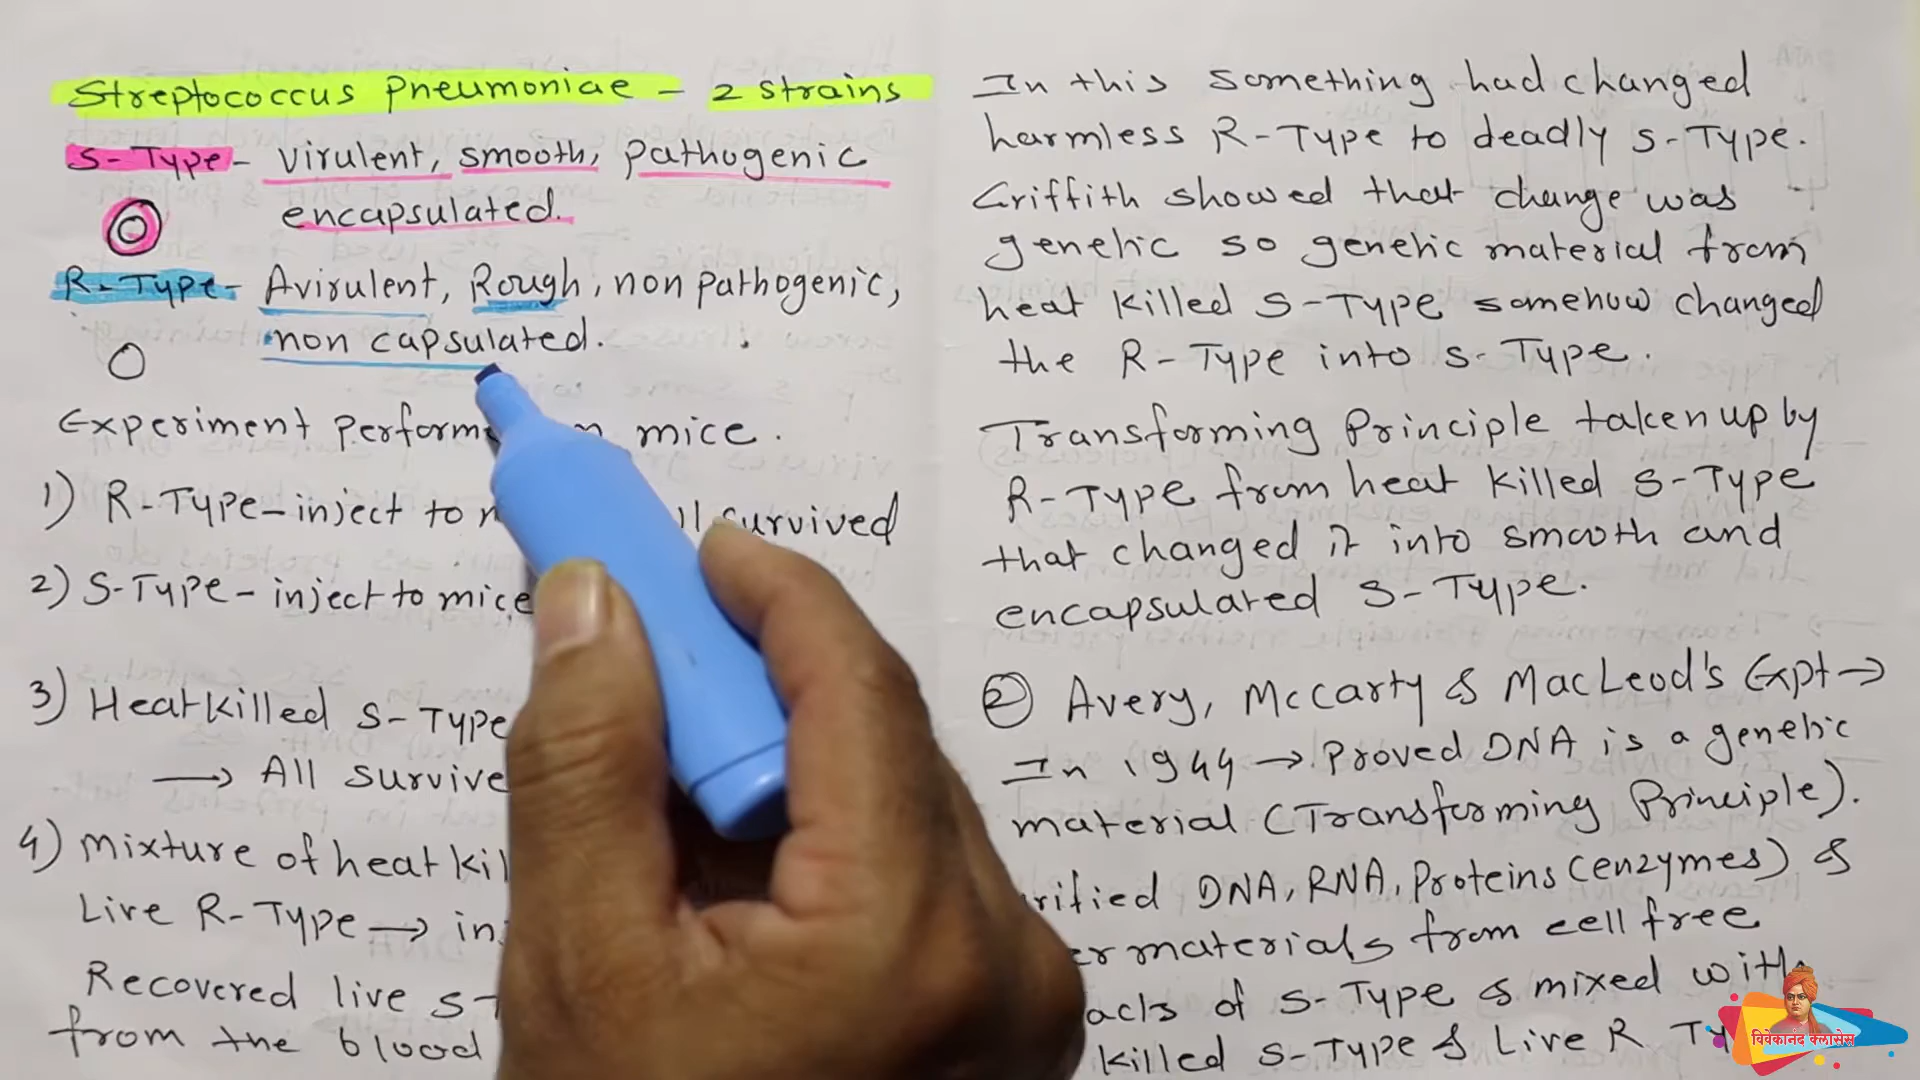 Streptococcus Pneumoniae - 2 strains
S-Type - virulent, smooth, pathogenic
encapsulated.
R-Type - Avirulent, Rough, non pathogenic,
non capsulated.
Experiment mice.
1) R-Type - inject to survived
2) S-Type - inject to mice
3) Heat killed S-Type
→ All survive
4) Mixture of heat
Live R-Type →
Recovered live
from the blood
In this something had changed
harmless R-Type to deadly S-Type.
Griffith showed that change was
genetic so genetic material from
heat killed S-Type somehow changed
the R-Type into S-Type.
Transforming Principle taken up by
R-Type from heat killed S-Type
that changed it into smooth and
encapsulated S-Type.
② Avery, McCarty & MacLeod's Expt →
In 1944 → Proved DNA is a genetic
material (Transforming Principle).
DNA, RNA, Proteins (enzymes) &
materials from cell free
of S-Type & mixed with
killed S-Type & Live R
विवेकानंद क्लासेस